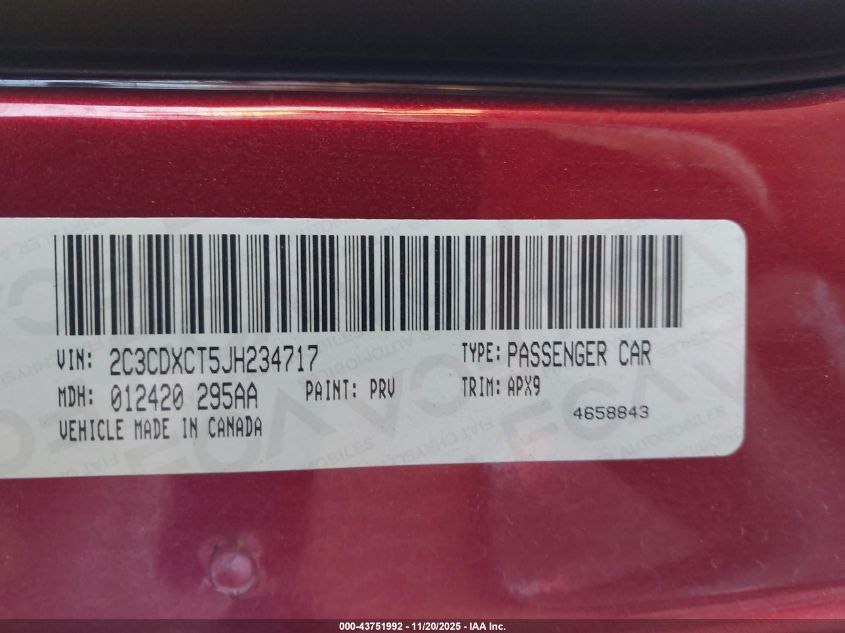 VIN: 2C3CDXCT5JH234717 TYPE: PASSENGER CAR
MDH: 012420 295AA PAINT: PRV TRIM: APX9
VEHICLE MADE IN CANADA 4658843
000-43751992 — 11/20/2025 — IAA Inc.